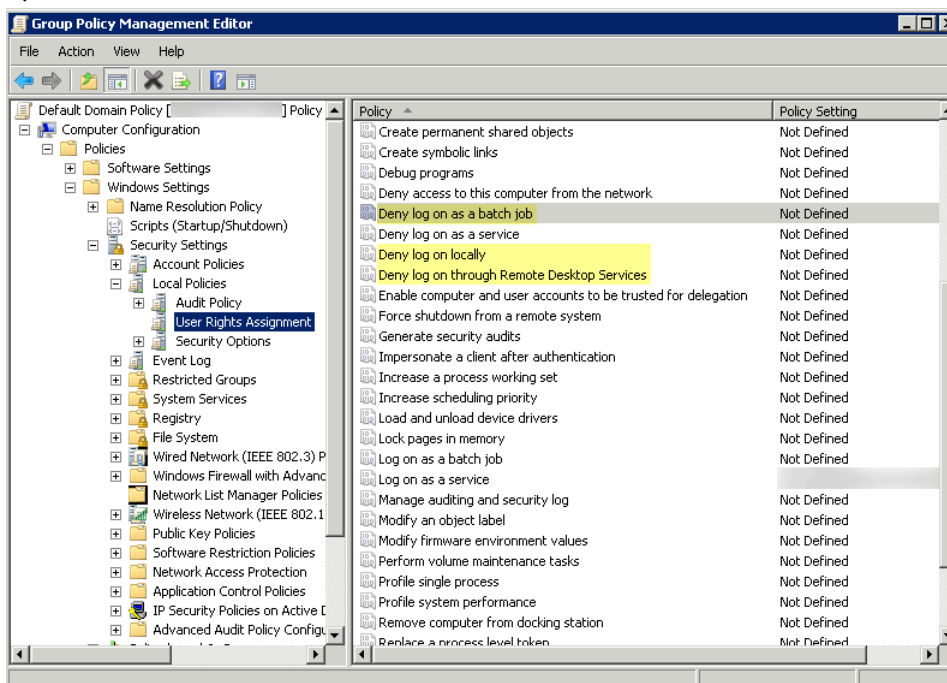 Group Policy Management Editor
File Action View Help
Default Domain Policy [ ] Policy
Computer Configuration
Policies
Software Settings
Windows Settings
Name Resolution Policy
Scripts (Startup/Shutdown)
Security Settings
Account Policies
Local Policies
Audit Policy
User Rights Assignment
Security Options
Event Log
Restricted Groups
System Services
Registry
File System
Wired Network (IEEE 802.3) P
Windows Firewall with Advanc
Network List Manager Policies
Wireless Network (IEEE 802.1
Public Key Policies
Software Restriction Policies
Network Access Protection
Application Control Policies
IP Security Policies on Active D
Advanced Audit Policy Configu
Policy Policy Setting
Create permanent shared objects Not Defined
Create symbolic links Not Defined
Debug programs Not Defined
Deny access to this computer from the network Not Defined
Deny log on as a batch job Not Defined
Deny log on as a service Not Defined
Deny log on locally Not Defined
Deny log on through Remote Desktop Services Not Defined
Enable computer and user accounts to be trusted for delegation Not Defined
Force shutdown from a remote system Not Defined
Generate security audits Not Defined
Impersonate a client after authentication Not Defined
Increase a process working set Not Defined
Increase scheduling priority Not Defined
Load and unload device drivers Not Defined
Lock pages in memory Not Defined
Log on as a batch job Not Defined
Log on as a service
Manage auditing and security log Not Defined
Modify an object label Not Defined
Modify firmware environment values Not Defined
Perform volume maintenance tasks Not Defined
Profile single process Not Defined
Profile system performance Not Defined
Remove computer from docking station Not Defined
Replace a process level token Not Defined